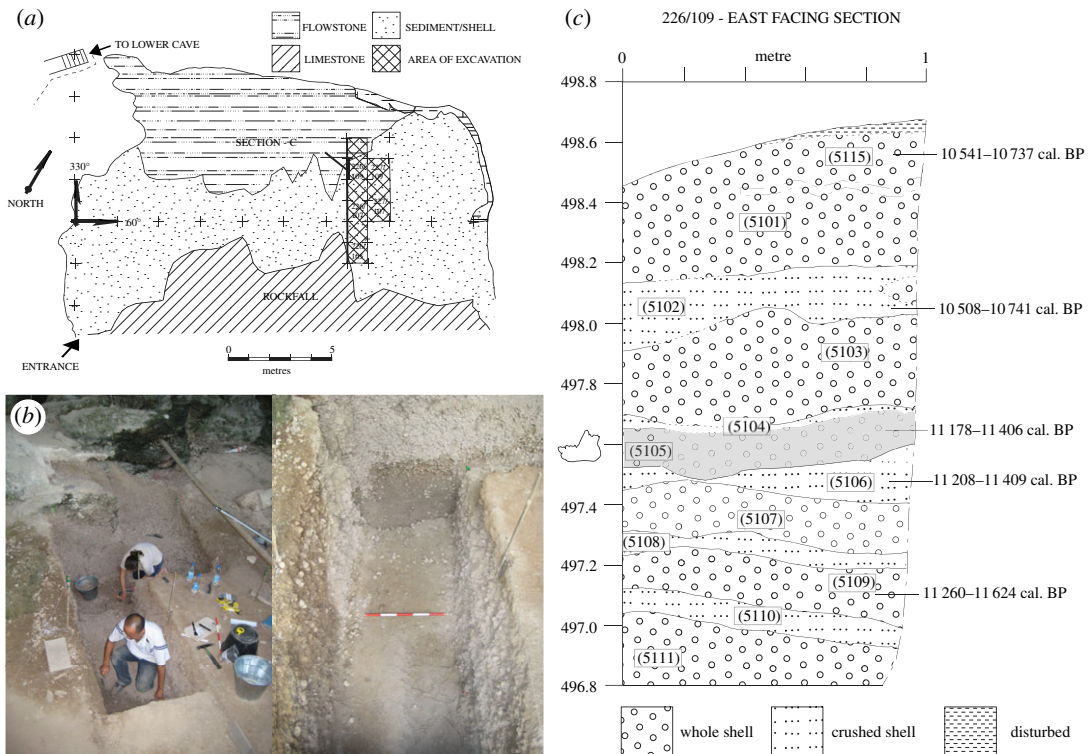 (a)
TO LOWER CAVE
FLOWSTONE
SEDIMENT/SHELL
LIMESTONE
AREA OF EXCAVATION
SECTION - C
330°
NORTH
60°
ROCKFALL
ENTRANCE
0 5
metres
(b)
(c)
226/109 - EAST FACING SECTION
0 metre 1
498.8
498.6
498.4
498.2
498.0
497.8
497.4
497.2
497.0
496.8
(5115)
10 541–10 737 cal. BP
(5101)
(5102)
10 508–10 741 cal. BP
(5103)
(5104)
11 178–11 406 cal. BP
(5105)
(5106)
11 208–11 409 cal. BP
(5107)
(5108)
(5109)
11 260–11 624 cal. BP
(5110)
(5111)
whole shell
crushed shell
disturbed